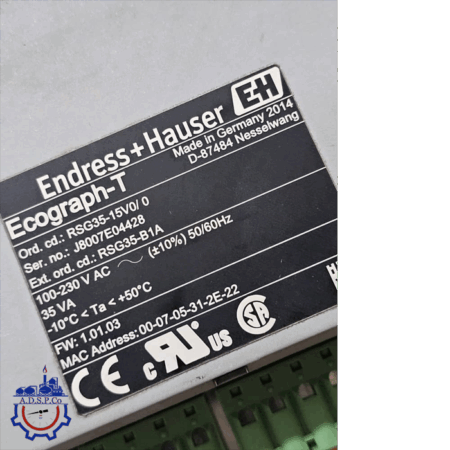 Endress+Hauser EH
Made in Germany 2014
D-87484 Nesselwang
Ecograph-T
Ord. cd.: RSG35-15V0/ 0
Ser. no.: J8007E04428
Ext. ord. cd.: RSG35-B1A
100-230 V AC ~ (±10%) 50/60Hz
35 VA
-10°C < Ta < +50°C
FW: 1.01.03
MAC Address: 00-07-05-31-2E-22
CE c UR US SA
A.D.S.P.Co